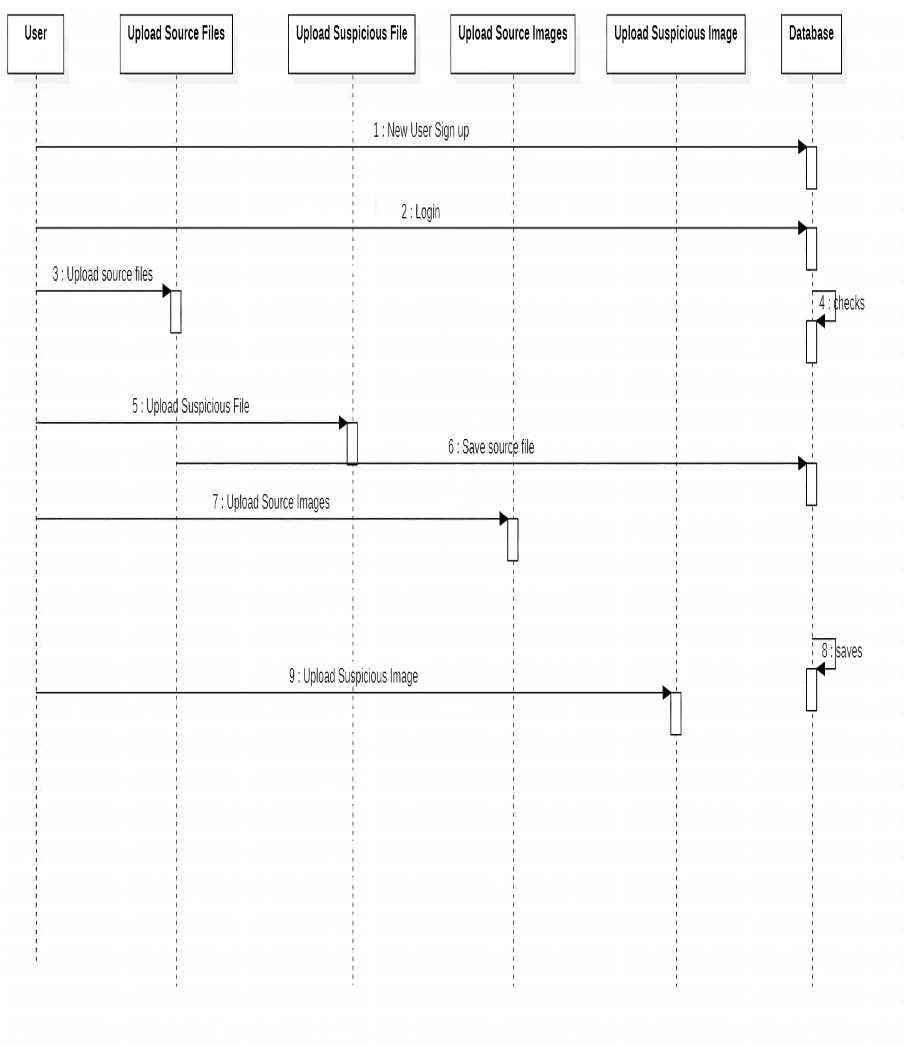 User
Upload Source Files
Upload Suspicious File
Upload Source Images
Upload Suspicious Image
Database
1 : New User Sign up
2 : Login
3 : Upload source files
4 : checks
5 : Upload Suspicious File
6 : Save source file
7 : Upload Source Images
8 : saves
9 : Upload Suspicious Image